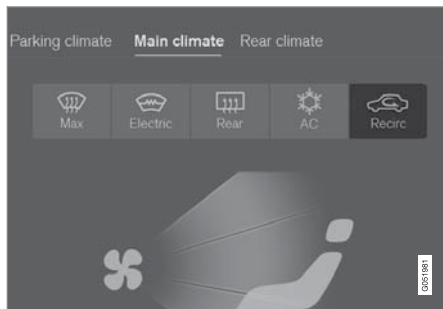 Parking climate Main climate Rear climate
Max Electric Rear AC Recirc
G051981